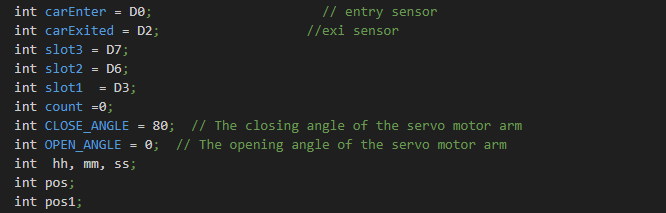 int carEnter = D0; // entry sensor
int carExited = D2; //exi sensor
int slot3 = D7;
int slot2 = D6;
int slot1 = D3;
int count =0;
int CLOSE_ANGLE = 80; // The closing angle of the servo motor arm
int OPEN_ANGLE = 0; // The opening angle of the servo motor arm
int hh, mm, ss;
int pos;
int pos1;